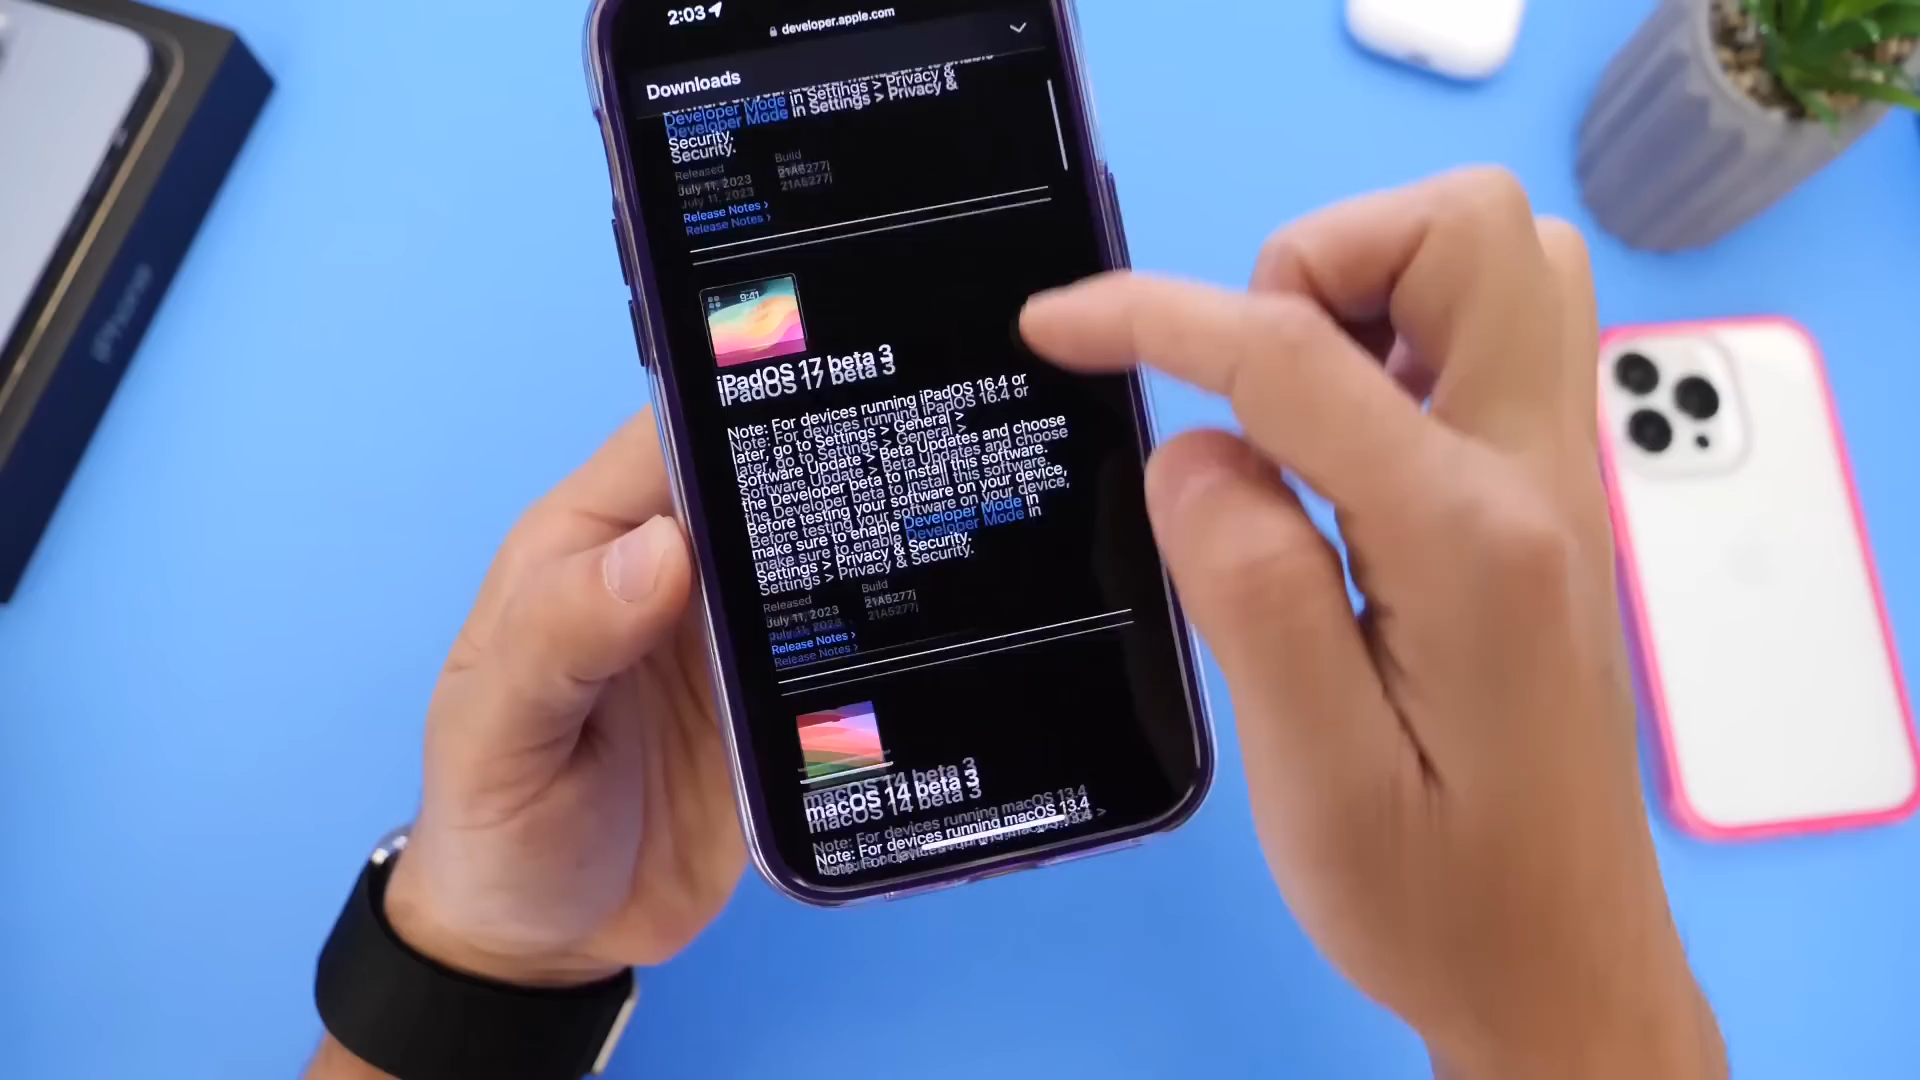 2:03
developer.apple.com
Downloads
Developer Mode in Settings > Privacy &
Security.
Released
Build
July 11, 2023
21A5277j
Release Notes >
9:41
iPadOS 17 beta 3
Note: For devices running iPadOS 16.4 or
later, go to Settings > General >
Software Update > Beta Updates and choose
the Developer beta to install this software.
Before testing your software on your device,
make sure to enable Developer Mode in
Settings > Privacy & Security.
Released
Build
July 11, 2023
21A5277j
Release Notes >
macOS 14 beta 3
Note: For devices running macOS 13.4
iPhone